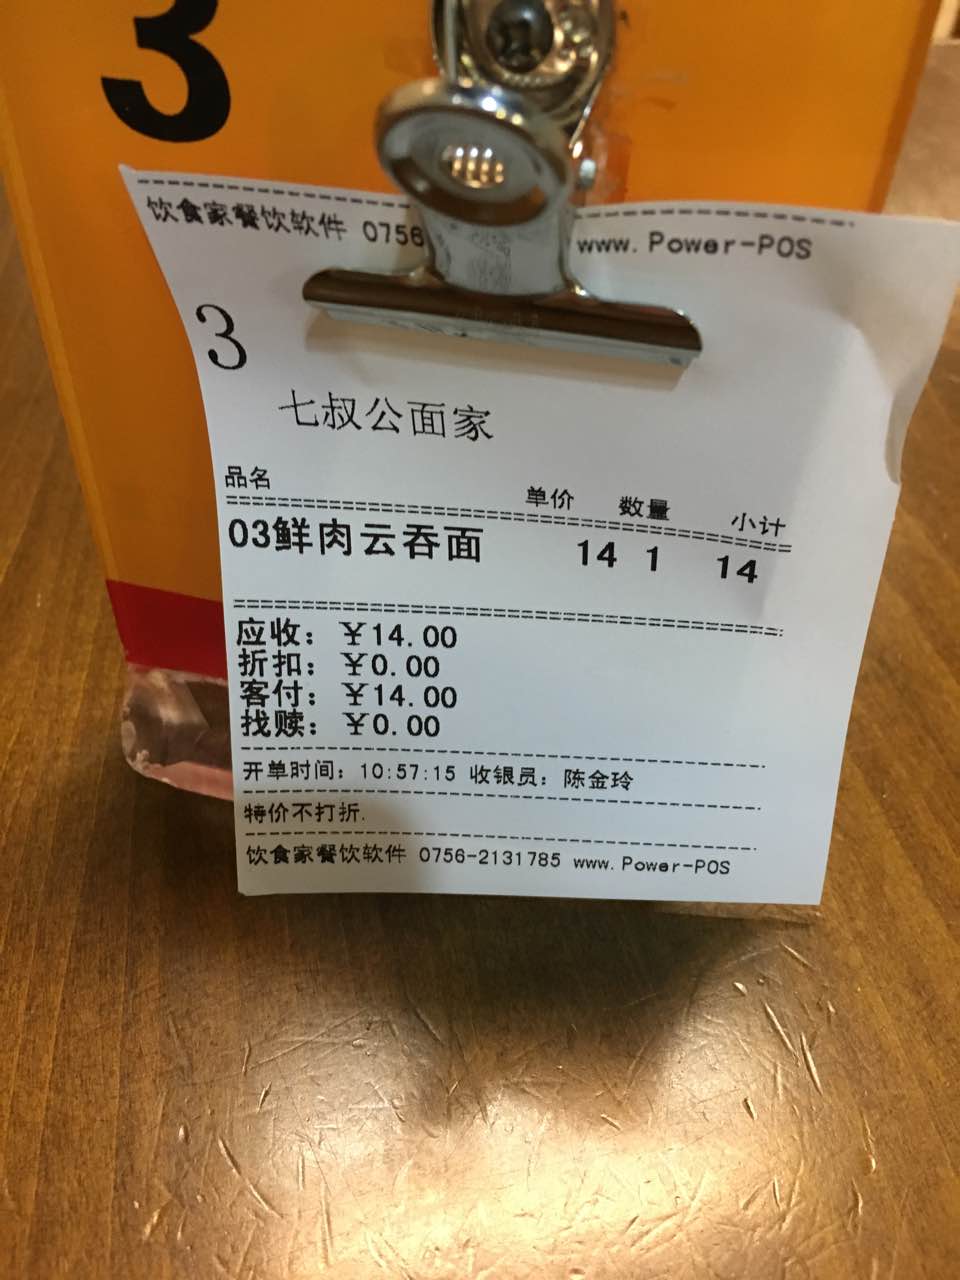 3
饮食家餐饮软件 0756 www. Power-POS
3
七叔公面家
品名 单价 数量 小计
03鲜肉云吞面 14 1 14
应收：￥14.00
折扣：￥0.00
客付：￥14.00
找赎：￥0.00
开单时间：10:57:15 收银员：陈金玲
特价不打折.
饮食家餐饮软件 0756-2131785 www. Power-POS